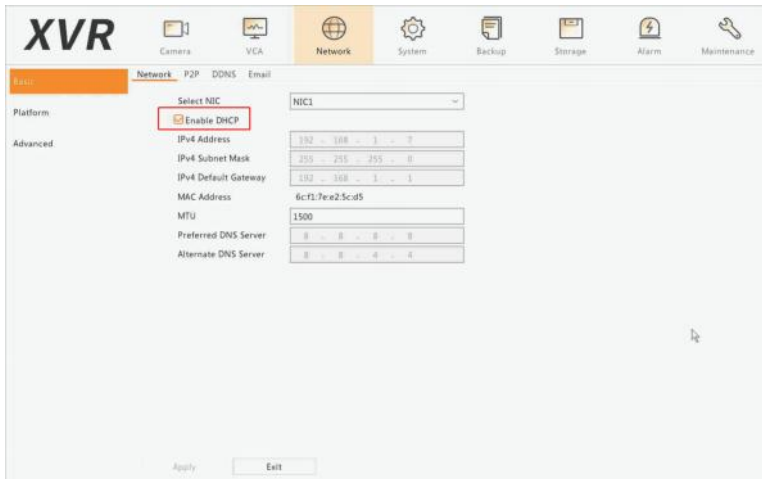 XVR
Camera VCA Network System Backup Storage Alarm Maintenance
Basic
Network P2P DDNS Email
Select NIC NIC1
Platform
Enable DHCP
Advanced
IPv4 Address 192 . 168 . 1 . 7
IPv4 Subnet Mask 255 . 255 . 255 . 0
IPv4 Default Gateway 192 . 168 . 1 . 1
MAC Address 6c:f1:7e:e2:5c:d5
MTU 1500
Preferred DNS Server 8 . 8 . 8 . 8
Alternate DNS Server 8 . 8 . 4 . 4
Apply Exit